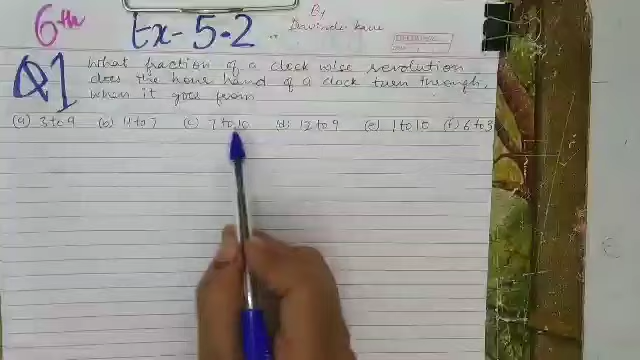 6th Ex-5.2
By
Q1 What fraction of a clock wise revolution
does the hour hand of a clock turn through,
when it goes from
(a) 3 to 9 (b) 4 to 7 (c) 7 to 10 (d) 12 to 9 (e) 1 to 10 (f) 6 to 3